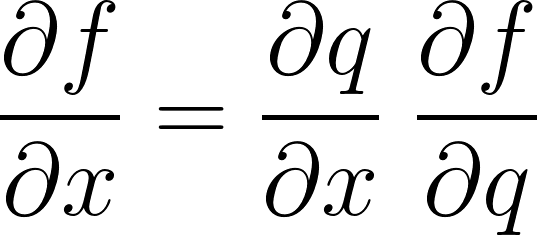 ∂f/∂x = ∂q/∂x ∂f/∂q